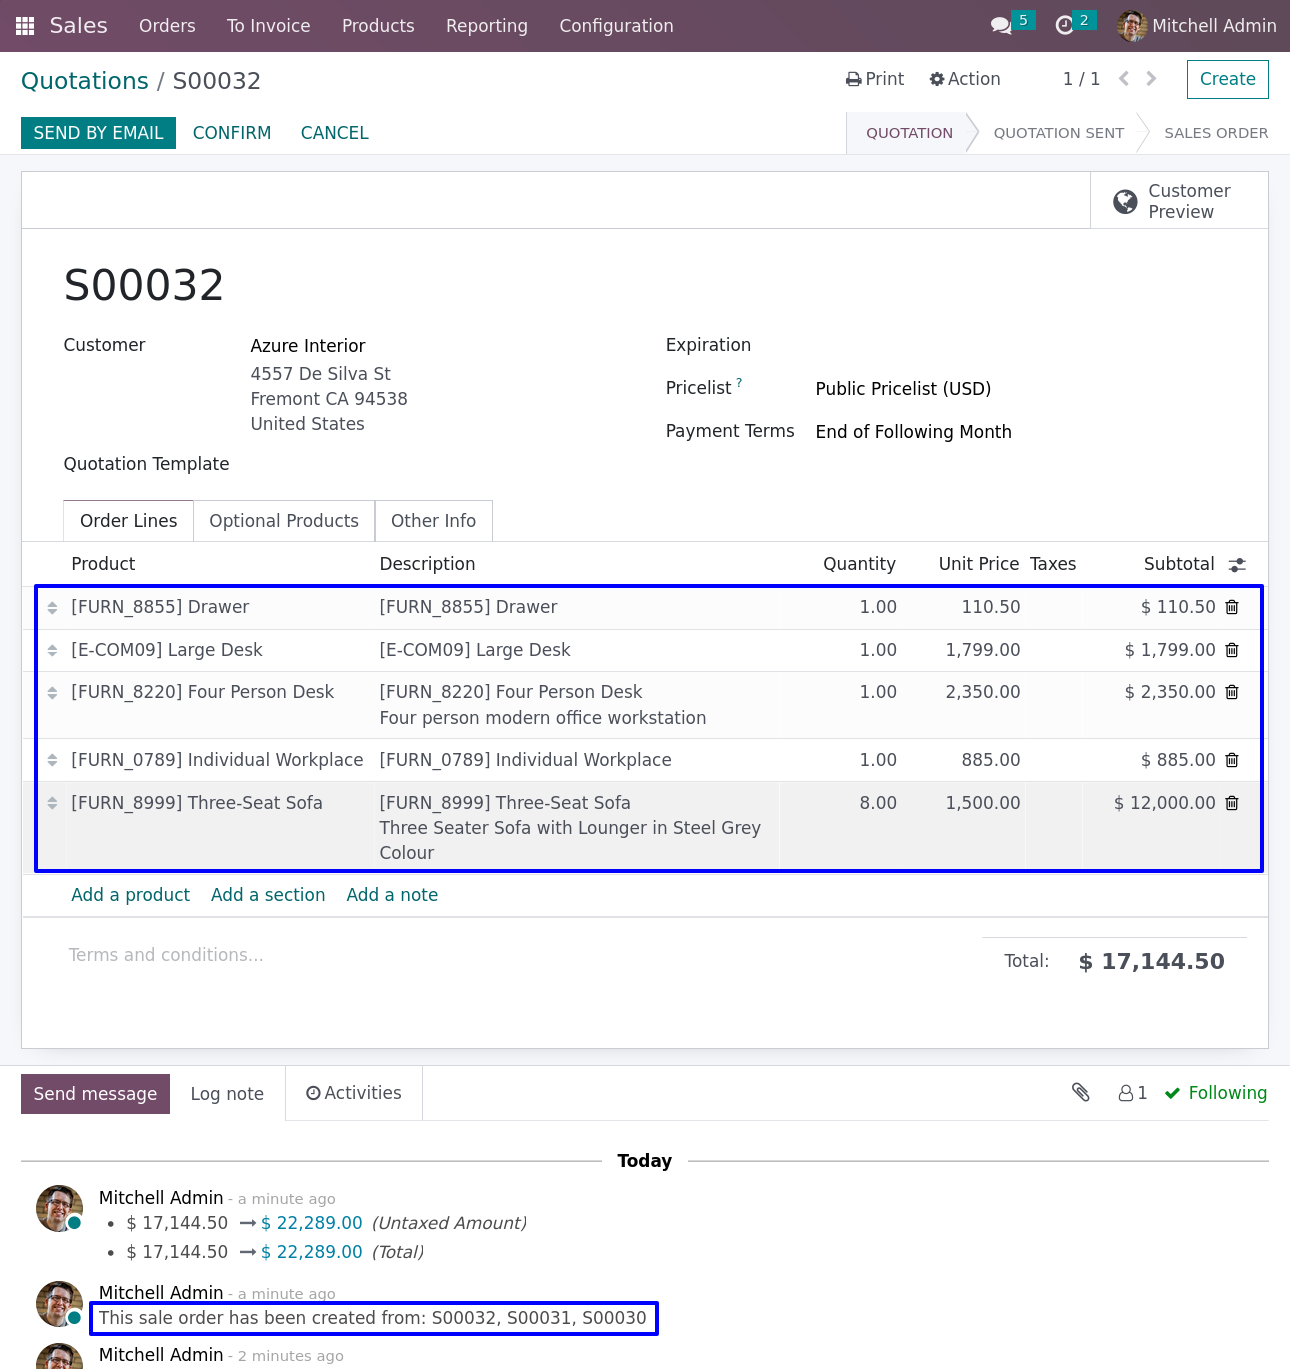 Sales Orders To Invoice Products Reporting Configuration 5 2 Mitchell Admin
Quotations / S00032 Print Action 1 / 1 Create
SEND BY EMAIL CONFIRM CANCEL QUOTATION QUOTATION SENT SALES ORDER
Customer
Preview
S00032
Customer Azure Interior
4557 De Silva St
Fremont CA 94538
United States
Expiration
Pricelist ? Public Pricelist (USD)
Payment Terms End of Following Month
Quotation Template
Order Lines Optional Products Other Info
Product Description Quantity Unit Price Taxes Subtotal
[FURN_8855] Drawer [FURN_8855] Drawer 1.00 110.50 $ 110.50
[E-COM09] Large Desk [E-COM09] Large Desk 1.00 1,799.00 $ 1,799.00
[FURN_8220] Four Person Desk [FURN_8220] Four Person Desk 1.00 2,350.00 $ 2,350.00
Four person modern office workstation
[FURN_0789] Individual Workplace [FURN_0789] Individual Workplace 1.00 885.00 $ 885.00
[FURN_8999] Three-Seat Sofa [FURN_8999] Three-Seat Sofa 8.00 1,500.00 $ 12,000.00
Three Seater Sofa with Lounger in Steel Grey
Colour
Add a product Add a section Add a note
Terms and conditions... Total: $ 17,144.50
Send message Log note Activities 1 Following
Today
Mitchell Admin - a minute ago
• $ 17,144.50 → $ 22,289.00 (Untaxed Amount)
• $ 17,144.50 → $ 22,289.00 (Total)
Mitchell Admin - a minute ago
This sale order has been created from: S00032, S00031, S00030
Mitchell Admin - 2 minutes ago